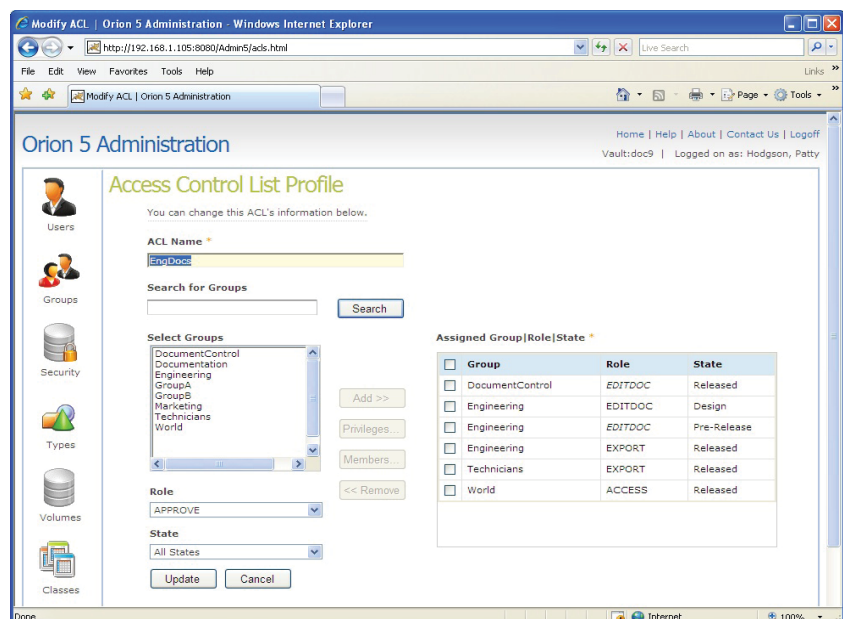 Modify ACL | Orion 5 Administration - Windows Internet Explorer
http://192.168.1.105:8080/Admin5/acls.html
Live Search
File Edit View Favorites Tools Help
Links »
Modify ACL | Orion 5 Administration
Page Tools »
Orion 5 Administration
Home | Help | About | Contact Us | Logoff
Vault:doc9 | Logged on as: Hodgson, Patty
Users
Groups
Security
Types
Volumes
Classes
Access Control List Profile
You can change this ACL's information below.
ACL Name *
EngDocs
Search for Groups
Search
Select Groups
DocumentControl
Documentation
Engineering
GroupA
GroupB
Marketing
Technicians
World
Add >>
Privileges...
Members...
<< Remove
Role
APPROVE
State
All States
Update Cancel
Assigned Group|Role|State *
Group Role State
DocumentControl EDITDOC Released
Engineering EDITDOC Design
Engineering EDITDOC Pre-Release
Engineering EXPORT Released
Technicians EXPORT Released
World ACCESS Released
Done
Internet
100%